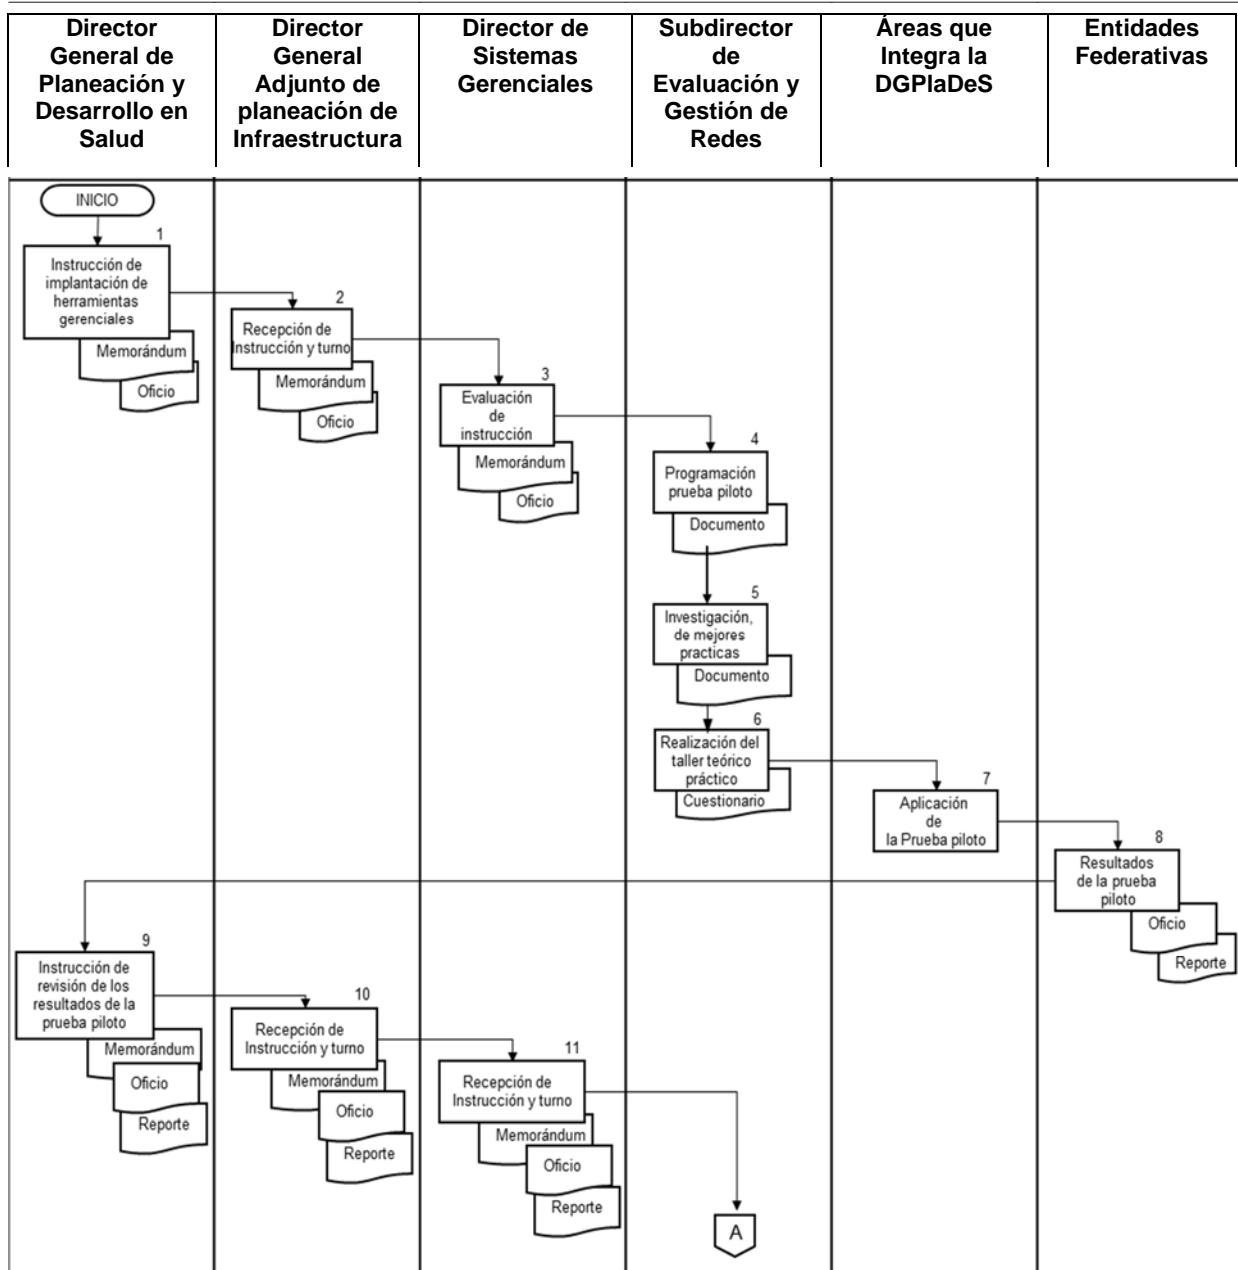 Director
General de
Planeación y
Desarrollo en
Salud
Director
General
Adjunto de
planeación de
Infraestructura
Director de
Sistemas
Gerenciales
Subdirector
de
Evaluación y
Gestión de
Redes
Áreas que
Integra la
DGPlaDeS
Entidades
Federativas
INICIO
1
Instrucción de
implantación de
herramientas
gerenciales
Memorándum
Oficio
2
Recepción de
Instrucción y turno
Memorándum
Oficio
3
Evaluación
de
instrucción
Memorándum
Oficio
4
Programación
prueba piloto
Documento
5
Investigación,
de mejores
practicas
Documento
6
Realización del
taller teórico
práctico
Cuestionario
7
Aplicación
de
la Prueba piloto
8
Resultados
de la prueba
piloto
Oficio
Reporte
9
Instrucción de
revisión de los
resultados de la
prueba piloto
Memorándum
Oficio
Reporte
10
Recepción de
Instrucción y turno
Memorándum
Oficio
Reporte
11
Recepción de
Instrucción y turno
Memorándum
Oficio
Reporte
A